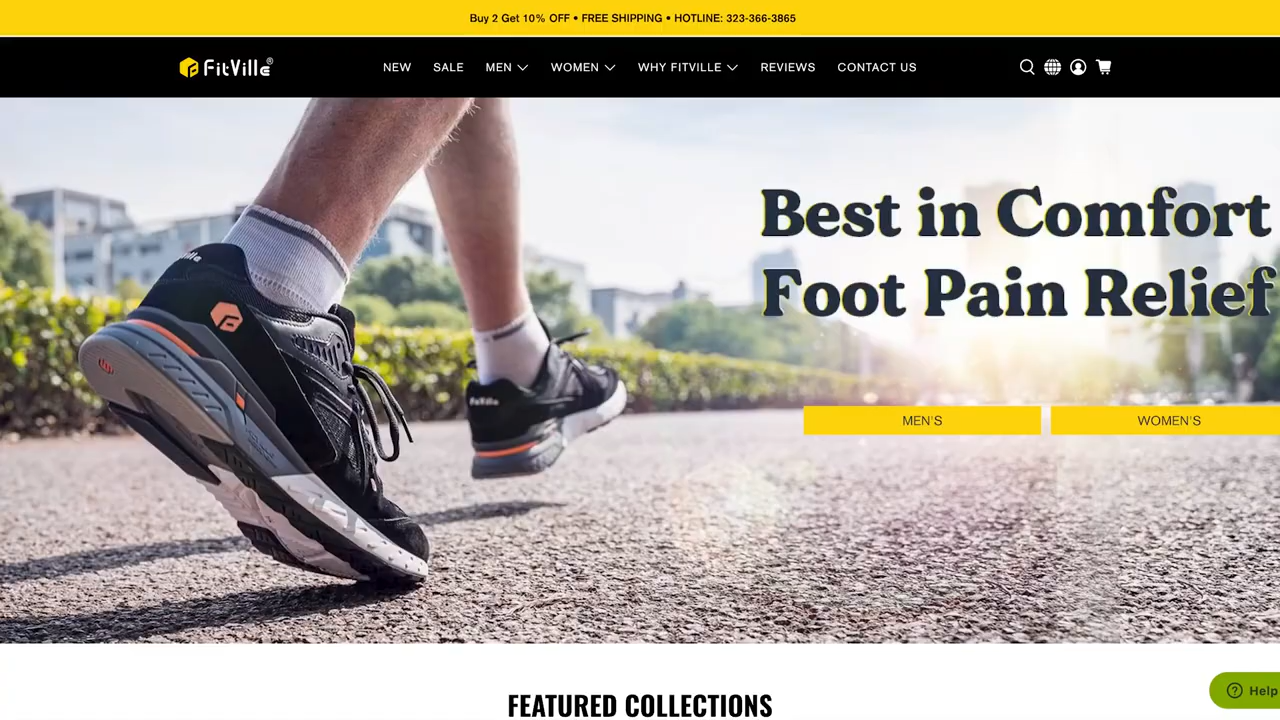 Buy 2 Get 10% OFF • FREE SHIPPING • HOTLINE: 323-366-3865
FitVille®
NEW SALE MEN WOMEN WHY FITVILLE REVIEWS CONTACT US
Best in Comfort
Foot Pain Relief
MEN'S WOMEN'S
FitVille
FEATURED COLLECTIONS
Help